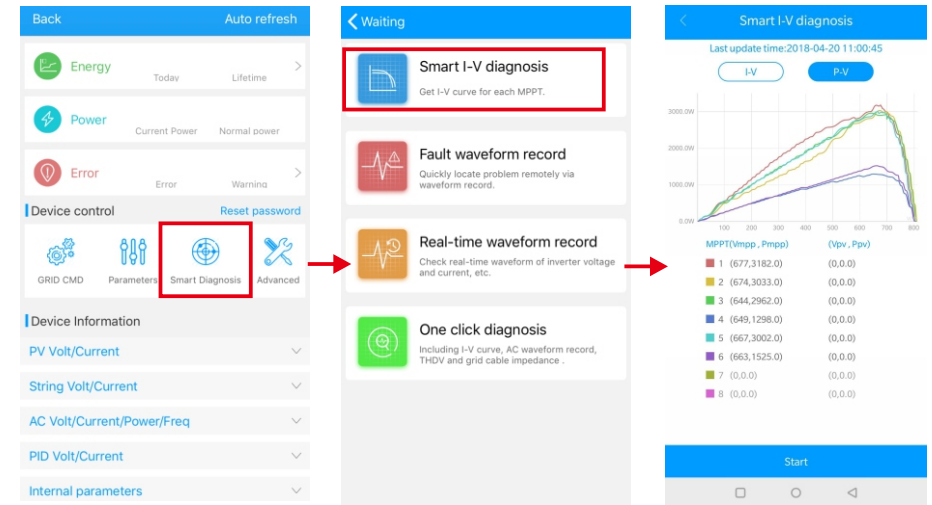 Back Auto refresh
Energy
Today Lifetime
Power
Current Power Normal power
Error
Error Warning
Device control Reset password
GRID CMD Parameters Smart Diagnosis Advanced
Device Information
PV Volt/Current
String Volt/Current
AC Volt/Current/Power/Freq
PID Volt/Current
Internal parameters
Waiting
Smart I-V diagnosis
Get I-V curve for each MPPT.
Fault waveform record
Quickly locate problem remotely via
waveform record.
Real-time waveform record
Check real-time waveform of inverter voltage
and current, etc.
One click diagnosis
Including I-V curve, AC waveform record,
THDV and grid cable impedance .
Smart I-V diagnosis
Last update time:2018-04-20 11:00:45
I-V P-V
3000.0W
2000.0W
1000.0W
0.0W
100 200 300 400 500 600 700 800
MPPT(Vmpp , Pmpp) (Vpv , Ppv)
1 (677,3182.0) (0,0.0)
2 (674,3033.0) (0,0.0)
3 (644,2962.0) (0,0.0)
4 (649,1298.0) (0,0.0)
5 (667,3002.0) (0,0.0)
6 (663,1525.0) (0,0.0)
7 (0,0.0) (0,0.0)
8 (0,0.0) (0,0.0)
Start